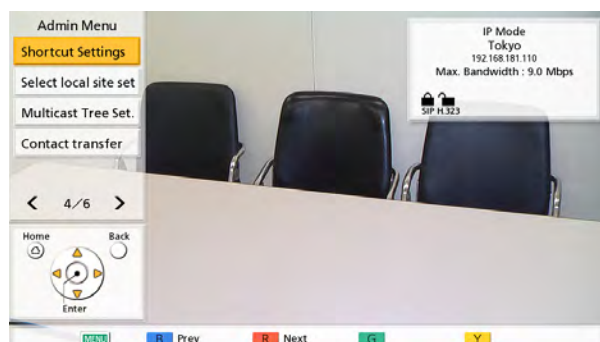 Admin Menu
Shortcut Settings
Select local site set
Multicast Tree Set.
Contact transfer
4/6
Home
Back
Enter
IP Mode
Tokyo
192.168.181.110
Max. Bandwidth : 9.0 Mbps
SIP H.323
MENU
B Prev
R Next
G
Y